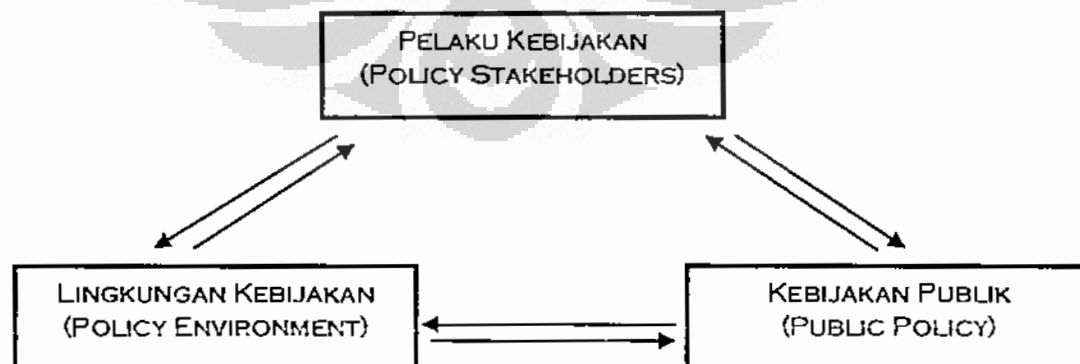 PELAKU KEBIJAKAN
(POLICY STAKEHOLDERS)
LINGKUNGAN KEBIJAKAN
(POLICY ENVIRONMENT)
KEBIJAKAN PUBLIK
(PUBLIC POLICY)